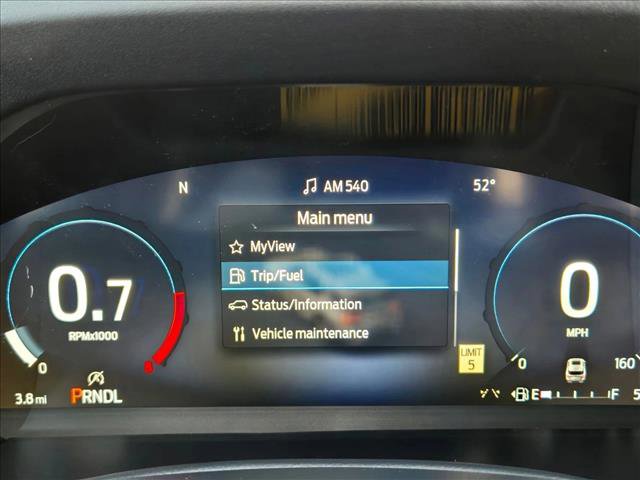 N AM 540 52°
Main menu
MyView
Trip/Fuel
Status/Information
Vehicle maintenance
0.7
RPMx1000
0 8
0
MPH
LIMIT
5
0 160
3.8 mi PRNDL E F 5